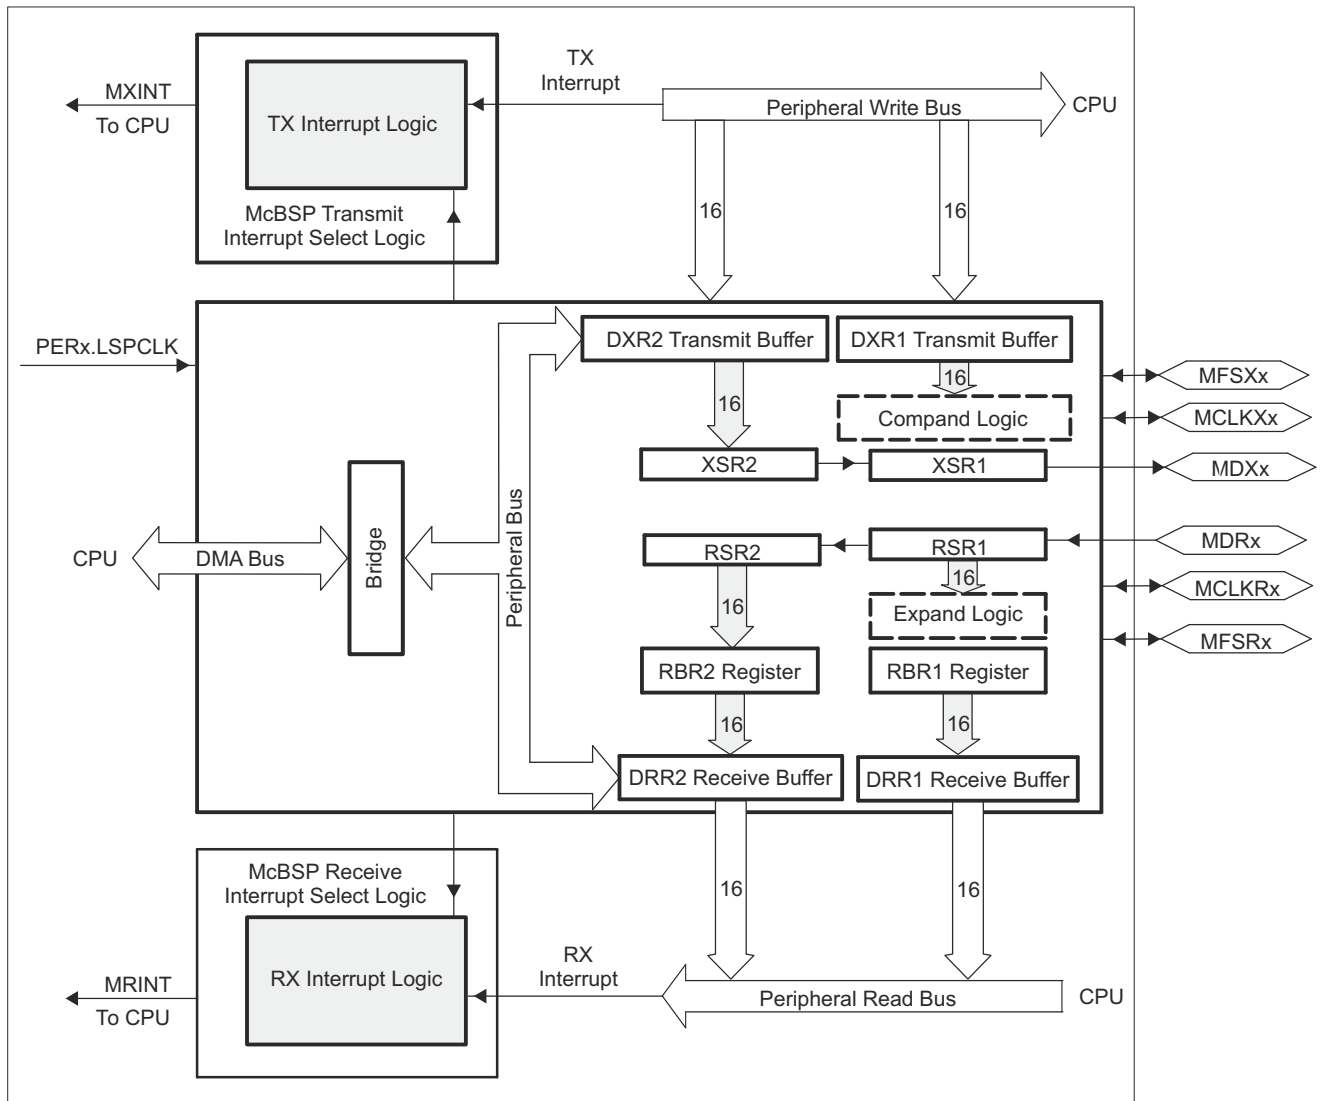 TX
Interrupt
MXINT
To CPU
TX Interrupt Logic
Peripheral Write Bus
CPU
McBSP Transmit
Interrupt Select Logic
16
16
PERx.LSPCLK
DXR2 Transmit Buffer
DXR1 Transmit Buffer
MFSXx
16
16
Compand Logic
MCLKXx
XSR2
XSR1
MDXx
CPU
DMA Bus
Bridge
Peripheral Bus
RSR2
RSR1
MDRx
16
16
MCLKRx
Expand Logic
MFSRx
RBR2 Register
RBR1 Register
16
16
DRR2 Receive Buffer
DRR1 Receive Buffer
McBSP Receive
Interrupt Select Logic
16
16
RX Interrupt Logic
RX
Interrupt
MRINT
To CPU
Peripheral Read Bus
CPU